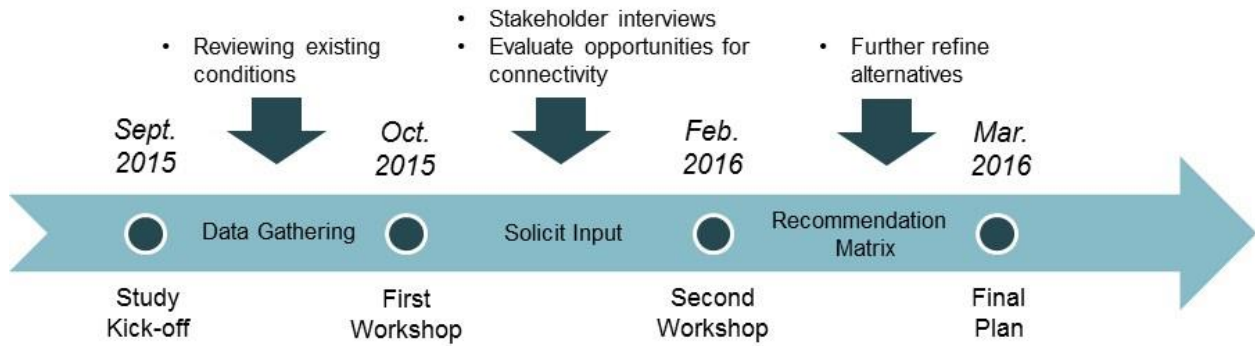 • Reviewing existing
conditions
• Stakeholder interviews
• Evaluate opportunities for
connectivity
• Further refine
alternatives
Sept.
2015
Oct.
2015
Feb.
2016
Mar.
2016
Data Gathering
Solicit Input
Recommendation
Matrix
Study
Kick-off
First
Workshop
Second
Workshop
Final
Plan